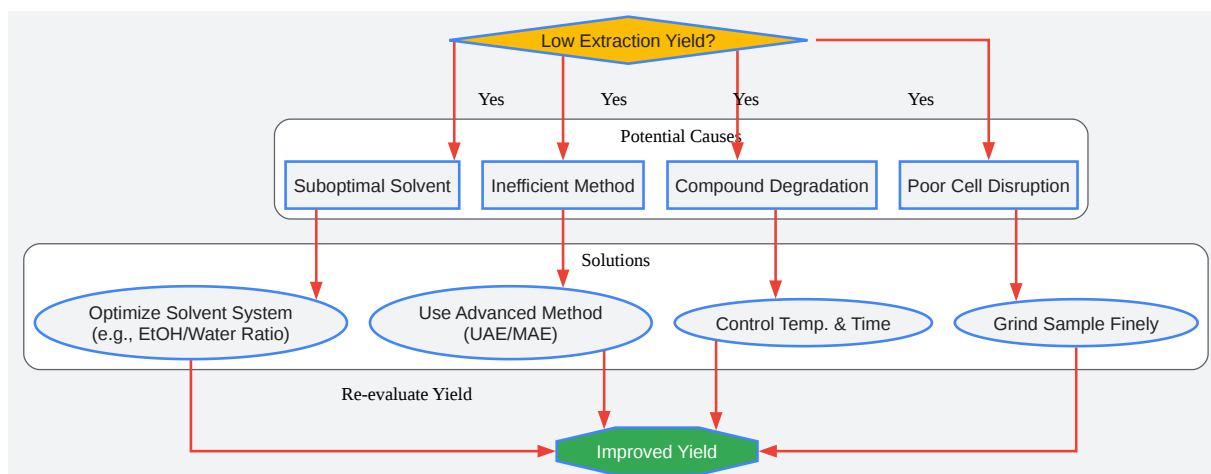 Low Extraction Yield?
Yes
Yes
Yes
Yes
Potential Causes
Suboptimal Solvent
Inefficient Method
Compound Degradation
Poor Cell Disruption
Solutions
Optimize Solvent System
(e.g., EtOH/Water Ratio)
Use Advanced Method
(UAE/MAE)
Control Temp. & Time
Grind Sample Finely
Re-evaluate Yield
Improved Yield